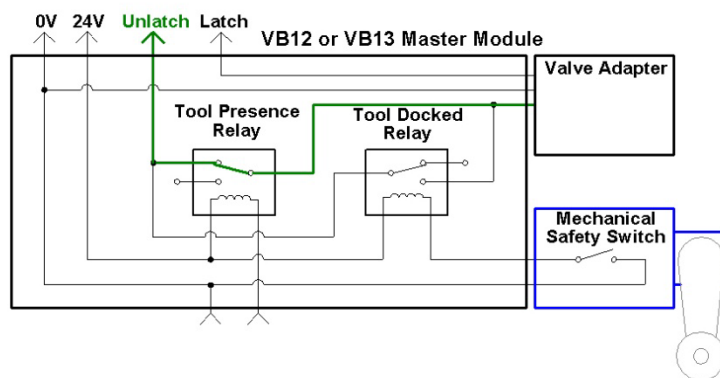 0V 24V Unlatch Latch
VB12 or VB13 Master Module
Valve Adapter
Tool Presence
Relay
Tool Docked
Relay
Mechanical
Safety Switch